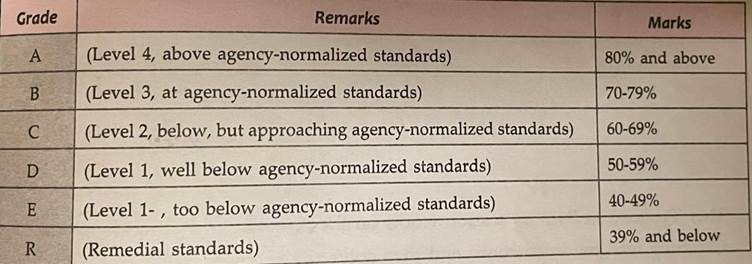 Grade Remarks Marks
A (Level 4, above agency-normalized standards) 80% and above
B (Level 3, at agency-normalized standards) 70-79%
C (Level 2, below, but approaching agency-normalized standards) 60-69%
D (Level 1, well below agency-normalized standards) 50-59%
E (Level 1- , too below agency-normalized standards) 40-49%
R (Remedial standards) 39% and below